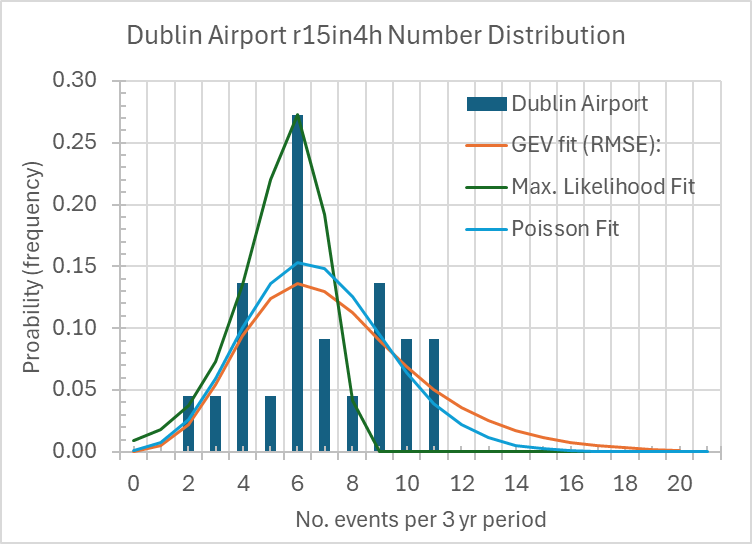 Dublin Airport r15in4h Number Distribution
0.30
0.25
0.20
0.15
0.10
0.05
0.00
Proability (frequency)
Dublin Airport
GEV fit (RMSE):
Max. Likelihood Fit
Poisson Fit
0 2 4 6 8 10 12 14 16 18 20
No. events per 3 yr period